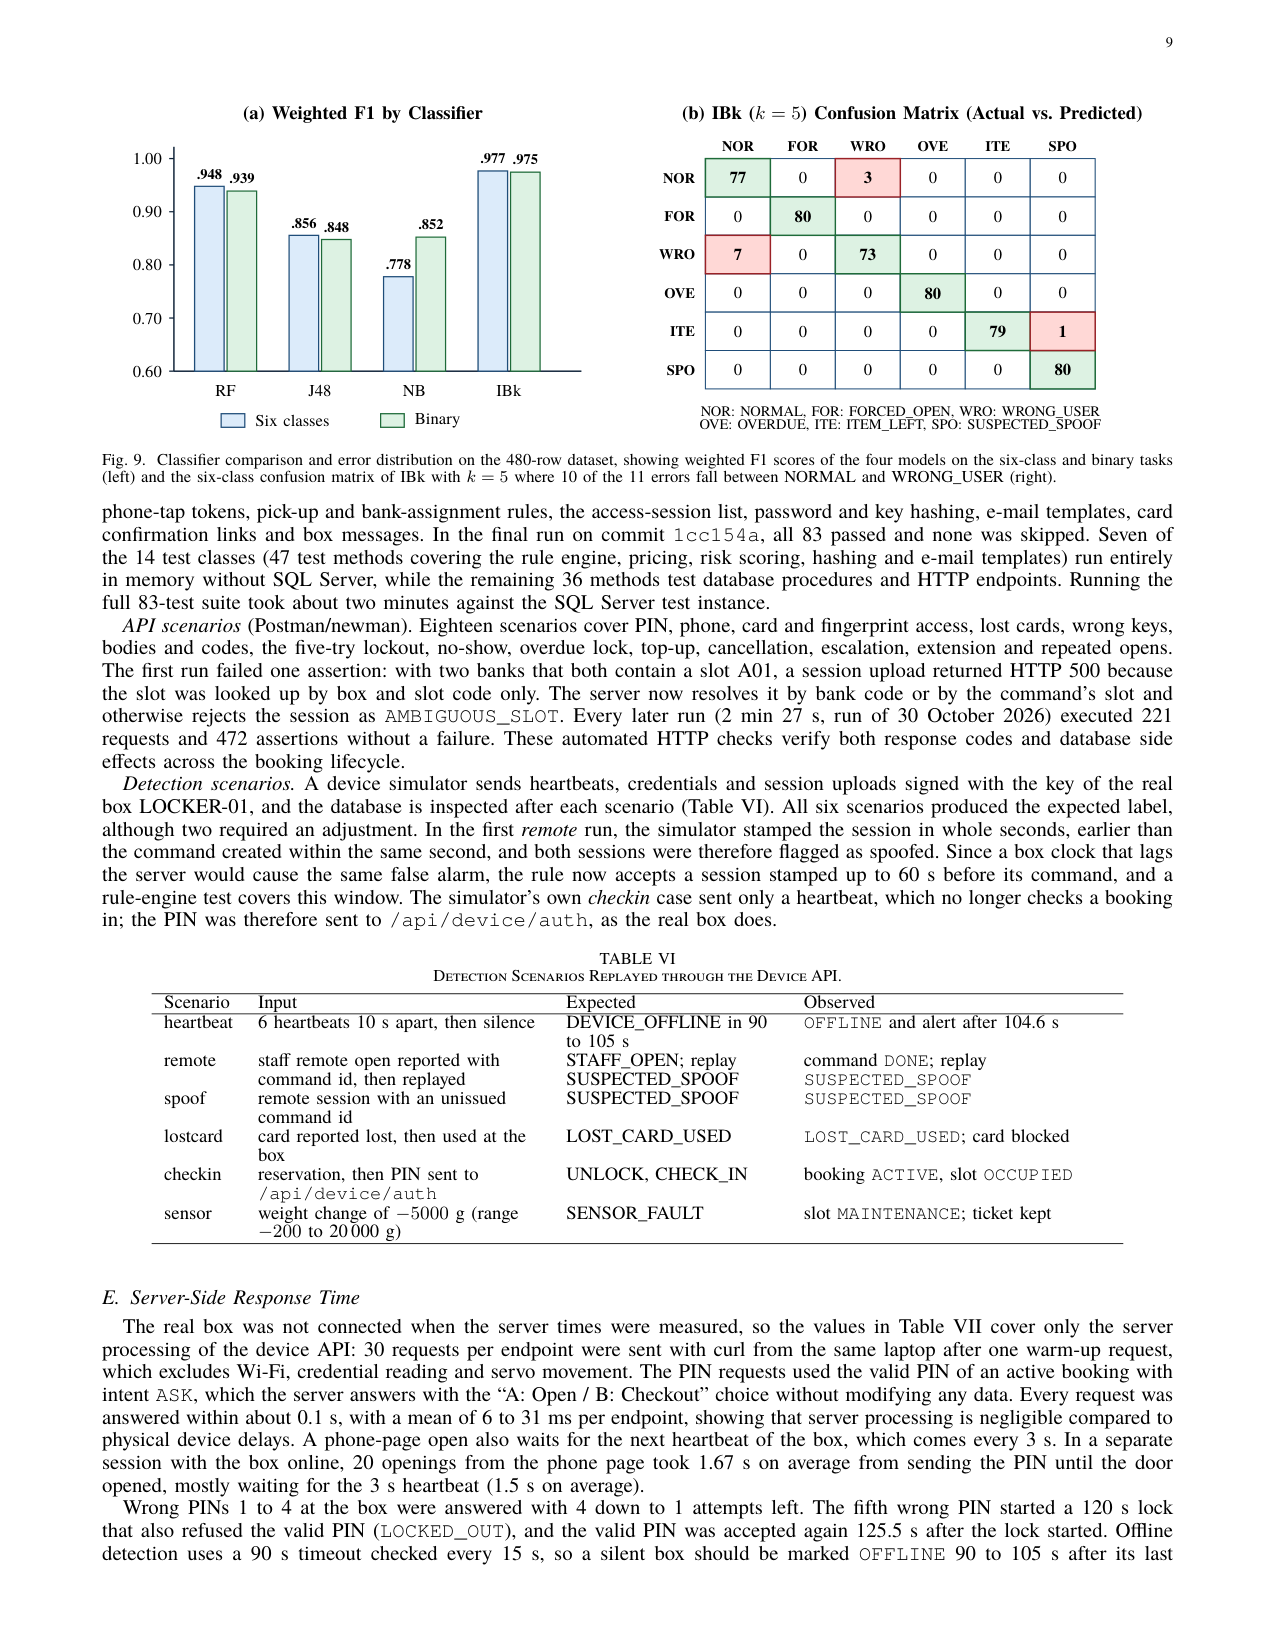 9
(a) Weighted F1 by Classifier
1.00
0.90
0.80
0.70
0.60
.948 .939
.856 .848
.778
.852
.977 .975
RF J48 NB IBk
Six classes Binary
(b) IBk (k = 5) Confusion Matrix (Actual vs. Predicted)
NOR FOR WRO OVE ITE SPO
NOR 77 0 3 0 0 0
FOR 0 80 0 0 0 0
WRO 7 0 73 0 0 0
OVE 0 0 0 80 0 0
ITE 0 0 0 0 79 1
SPO 0 0 0 0 0 80
NOR: NORMAL, FOR: FORCED_OPEN, WRO: WRONG_USER
OVE: OVERDUE, ITE: ITEM_LEFT, SPO: SUSPECTED_SPOOF
Fig. 9. Classifier comparison and error distribution on the 480-row dataset, showing weighted F1 scores of the four models on the six-class and binary tasks
(left) and the six-class confusion matrix of IBk with k = 5 where 10 of the 11 errors fall between NORMAL and WRONG_USER (right).
phone-tap tokens, pick-up and bank-assignment rules, the access-session list, password and key hashing, e-mail templates, card
confirmation links and box messages. In the final run on commit 1cc154a, all 83 passed and none was skipped. Seven of
the 14 test classes (47 test methods covering the rule engine, pricing, risk scoring, hashing and e-mail templates) run entirely
in memory without SQL Server, while the remaining 36 methods test database procedures and HTTP endpoints. Running the
full 83-test suite took about two minutes against the SQL Server test instance.
API scenarios (Postman/newman). Eighteen scenarios cover PIN, phone, card and fingerprint access, lost cards, wrong keys,
bodies and codes, the five-try lockout, no-show, overdue lock, top-up, cancellation, escalation, extension and repeated opens.
The first run failed one assertion: with two banks that both contain a slot A01, a session upload returned HTTP 500 because
the slot was looked up by box and slot code only. The server now resolves it by bank code or by the command's slot and
otherwise rejects the session as AMBIGUOUS_SLOT. Every later run (2 min 27 s, run of 30 October 2026) executed 221
requests and 472 assertions without a failure. These automated HTTP checks verify both response codes and database side
effects across the booking lifecycle.
Detection scenarios. A device simulator sends heartbeats, credentials and session uploads signed with the key of the real
box LOCKER-01, and the database is inspected after each scenario (Table VI). All six scenarios produced the expected label,
although two required an adjustment. In the first remote run, the simulator stamped the session in whole seconds, earlier than
the command created within the same second, and both sessions were therefore flagged as spoofed. Since a box clock that lags
the server would cause the same false alarm, the rule now accepts a session stamped up to 60 s before its command, and a
rule-engine test covers this window. The simulator's own checkin case sent only a heartbeat, which no longer checks a booking
in; the PIN was therefore sent to /api/device/auth, as the real box does.
TABLE VI
DETECTION SCENARIOS REPLAYED THROUGH THE DEVICE API.
Scenario Input Expected Observed
heartbeat 6 heartbeats 10 s apart, then silence DEVICE_OFFLINE in 90 OFFLINE and alert after 104.6 s
to 105 s
remote staff remote open reported with STAFF_OPEN; replay command DONE; replay
command id, then replayed SUSPECTED_SPOOF SUSPECTED_SPOOF
spoof remote session with an unissued SUSPECTED_SPOOF SUSPECTED_SPOOF
command id
lostcard card reported lost, then used at the LOST_CARD_USED LOST_CARD_USED; card blocked
box
checkin reservation, then PIN sent to UNLOCK, CHECK_IN booking ACTIVE, slot OCCUPIED
/api/device/auth
sensor weight change of −5000 g (range SENSOR_FAULT slot MAINTENANCE; ticket kept
−200 to 20 000 g)
E. Server-Side Response Time
The real box was not connected when the server times were measured, so the values in Table VII cover only the server
processing of the device API: 30 requests per endpoint were sent with curl from the same laptop after one warm-up request,
which excludes Wi-Fi, credential reading and servo movement. The PIN requests used the valid PIN of an active booking with
intent ASK, which the server answers with the “A: Open / B: Checkout” choice without modifying any data. Every request was
answered within about 0.1 s, with a mean of 6 to 31 ms per endpoint, showing that server processing is negligible compared to
physical device delays. A phone-page open also waits for the next heartbeat of the box, which comes every 3 s. In a separate
session with the box online, 20 openings from the phone page took 1.67 s on average from sending the PIN until the door
opened, mostly waiting for the 3 s heartbeat (1.5 s on average).
Wrong PINs 1 to 4 at the box were answered with 4 down to 1 attempts left. The fifth wrong PIN started a 120 s lock
that also refused the valid PIN (LOCKED_OUT), and the valid PIN was accepted again 125.5 s after the lock started. Offline
detection uses a 90 s timeout checked every 15 s, so a silent box should be marked OFFLINE 90 to 105 s after its last